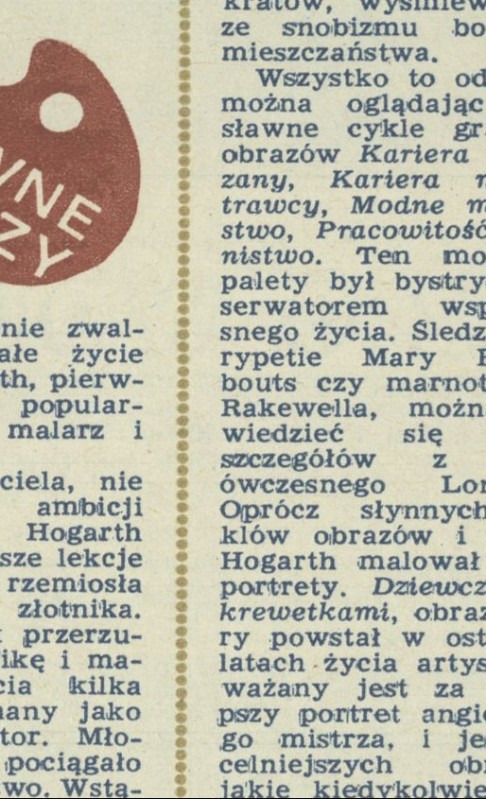 WNE
ZY
nie zwal-
ałe życie
th, pierw-
popular-
malarz i
ciela, nie
ambicji
Hogarth
sze lekcje
rzemiosła
złotnika.
przerzu-
ikę i ma-
cia kilka
nany jako
tor. Mło-
pociągało
wo. Wstą-
kratów, wyśmiew
ze snobizmu bo
mieszczaństwa.
Wszystko to od
można oglądając
sławne cykle gr
obrazów Kariera
zany, Kariera r
trawcy, Modne m
stwo, Pracowitość
nistwo. Ten mo
palety był bystry
serwatorem wsp
snego życia. Śledz
rypetie Mary H
bouts czy marnot
Rakewella, możn
wiedzieć się
szczegółów z
ówczesnego Lon
Oprócz słynnych
klów obrazów i
Hogarth malował
portrety. Dziewcz
krewetkami, obraz
ry powstał w ost
latach życia artys
ważany jest za
pszy portret angie
go mistrza, i je
celniejszych obr
jakie kiedykolwie